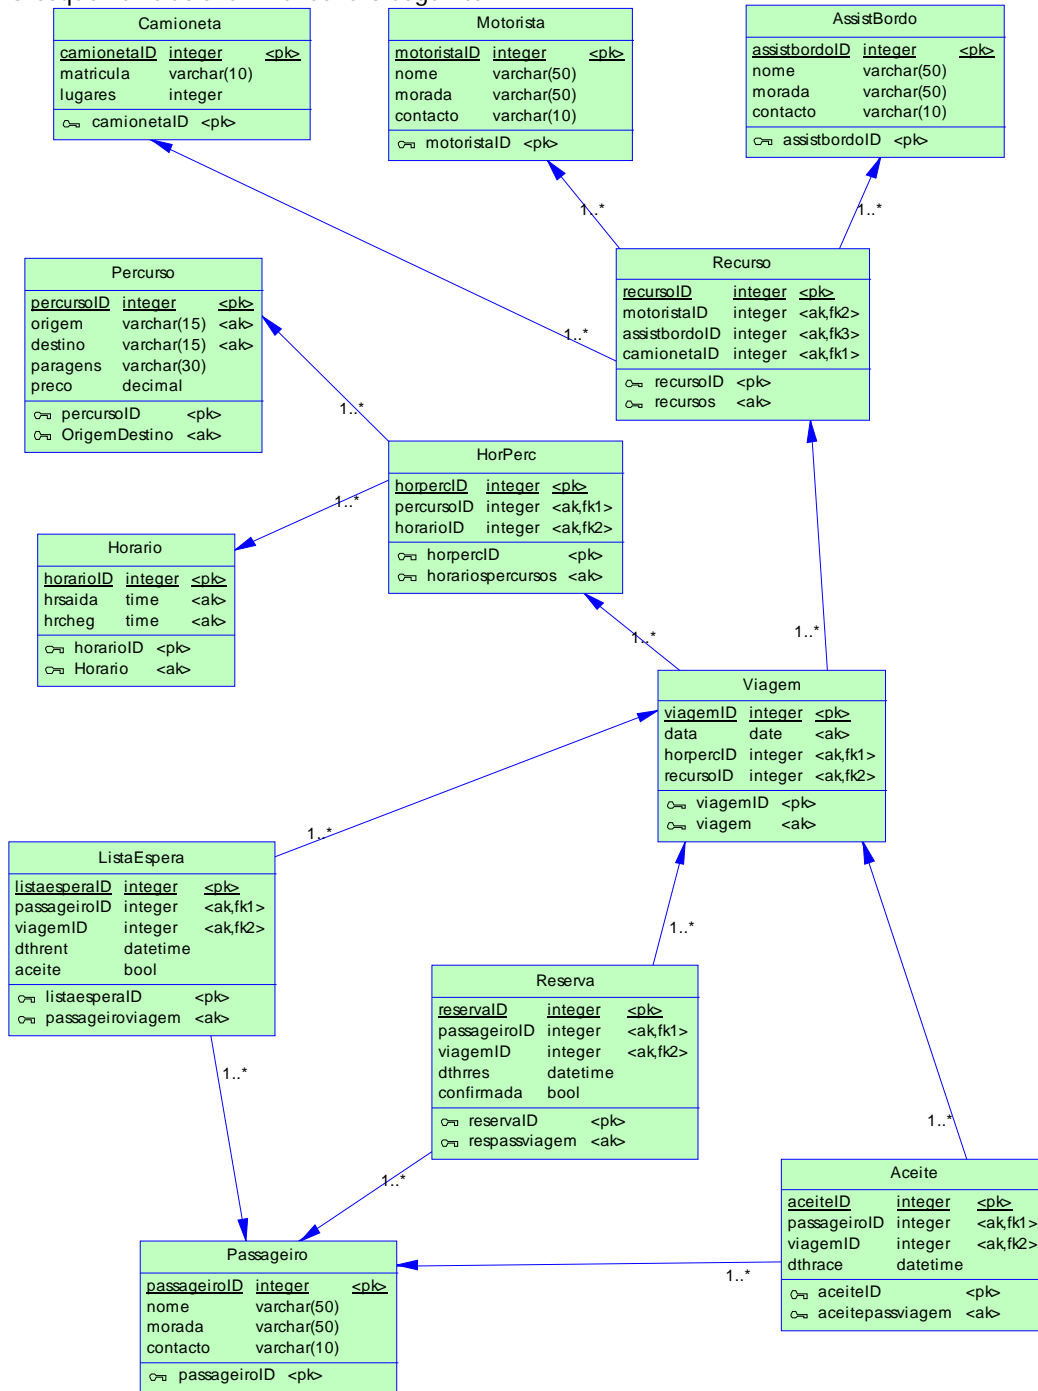 Camioneta
camionetaID integer <pk>
matricula varchar(10)
lugares integer
camionetaID <pk>
Motorista
motoristaID integer <pk>
nome varchar(50)
morada varchar(50)
contacto varchar(10)
motoristaID <pk>
AssistBordo
assistbordoID integer <pk>
nome varchar(50)
morada varchar(50)
contacto varchar(10)
assistbordoID <pk>
1..*
1..*
1..*
Recurso
recursoID integer <pk>
motoristaID integer <ak,fk2>
assistbordoID integer <ak,fk3>
camionetaID integer <ak,fk1>
recursoID <pk>
recursos <ak>
Percurso
percursoID integer <pk>
origem varchar(15) <ak>
destino varchar(15) <ak>
paragens varchar(30)
preco decimal
percursoID <pk>
OrigemDestino <ak>
1..*
HorPerc
horpercID integer <pk>
percursoID integer <ak,fk1>
horarioID integer <ak,fk2>
horpercID <pk>
horariospercursos <ak>
1..*
Horario
horarioID integer <pk>
hrsaida time <ak>
hrcheg time <ak>
horarioID <pk>
Horario <ak>
1..*
1..*
Viagem
viagemID integer <pk>
data date <ak>
horpercID integer <ak,fk1>
recursoID integer <ak,fk2>
viagemID <pk>
viagem <ak>
1..*
ListaEspera
listaesperaID integer <pk>
passageiroID integer <ak,fk1>
viagemID integer <ak,fk2>
dthrent datetime
aceite bool
listaesperaID <pk>
passageiroviagem <ak>
1..*
1..*
Reserva
reservaID integer <pk>
passageiroID integer <ak,fk1>
viagemID integer <ak,fk2>
dthrres datetime
confirmada bool
reservaID <pk>
respassviagem <ak>
1..*
1..*
Aceite
aceiteID integer <pk>
passageiroID integer <ak,fk1>
viagemID integer <ak,fk2>
dthrace datetime
aceiteID <pk>
aceitepassviagem <ak>
1..*
Passageiro
passageiroID integer <pk>
nome varchar(50)
morada varchar(50)
contacto varchar(10)
passageiroID <pk>